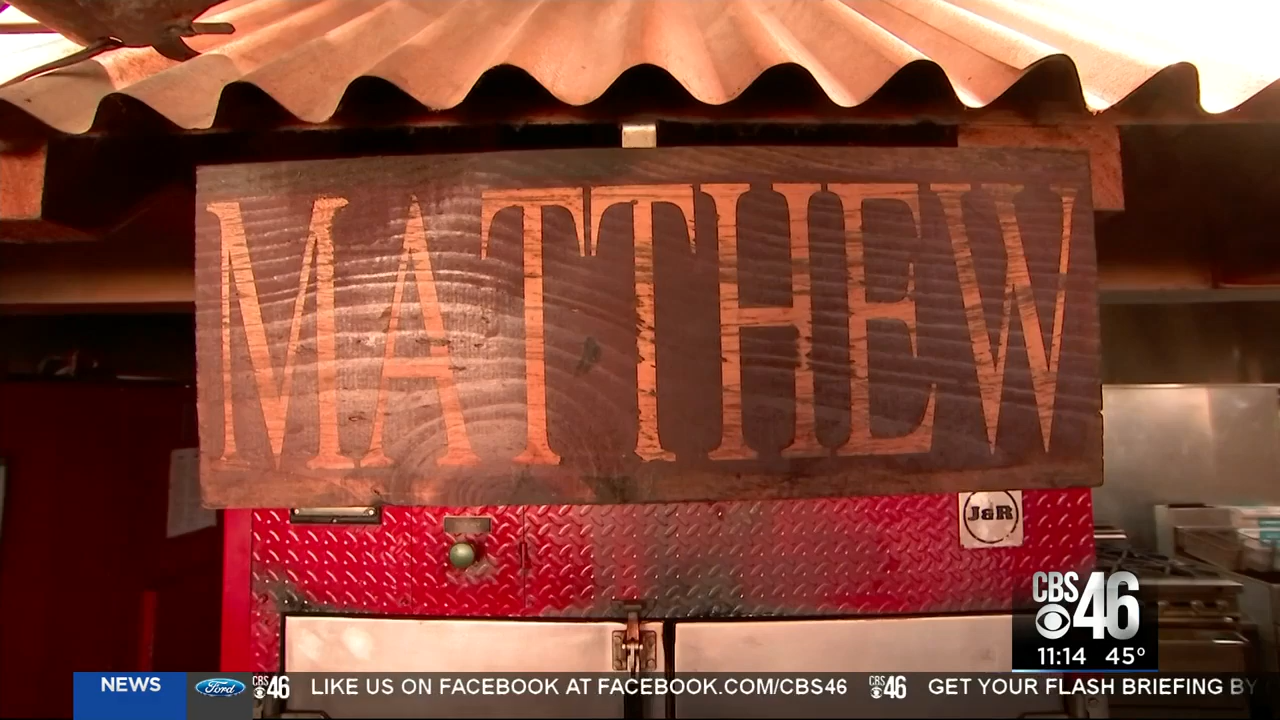 MATTHEW
J&R
CBS 46
11:14 45°
NEWS Ford CBS 46 LIKE US ON FACEBOOK AT FACEBOOK.COM/CBS46 CBS 46 GET YOUR FLASH BRIEFING BY